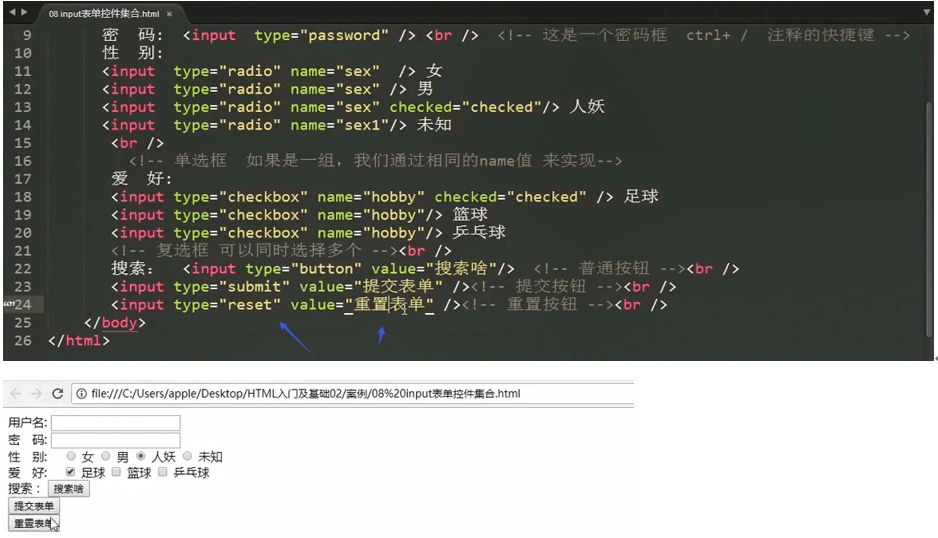 08 input表单控件集合.html ×
9 密 码: <input type="password" /> <br /> <!-- 这是一个密码框 ctrl+ / 注释的快捷键 -->
10 性 别:
11 <input type="radio" name="sex" /> 女
12 <input type="radio" name="sex" /> 男
13 <input type="radio" name="sex" checked="checked"/> 人妖
14 <input type="radio" name="sex1"/> 未知
15 <br />
16 <!-- 单选框 如果是一组，我们通过相同的name值 来实现-->
17 爱 好:
18 <input type="checkbox" name="hobby" checked="checked" /> 足球
19 <input type="checkbox" name="hobby"/> 篮球
20 <input type="checkbox" name="hobby"/> 乒乓球
21 <!-- 复选框 可以同时选择多个 --><br />
22 搜索： <input type="button" value="搜索啥"/> <!-- 普通按钮 --><br />
23 <input type="submit" value="提交表单" /><!-- 提交按钮 --><br />
24 <input type="reset" value="重置表单" /><!-- 重置按钮 --><br />
25 </body>
26 </html>
file:///C:/Users/apple/Desktop/HTML入门及基础02/案例/08%20input表单控件集合.html
用户名:
密 码:
性 别: 女 男 人妖 未知
爱 好: 足球 篮球 乒乓球
搜索： 搜索啥
提交表单
重置表单